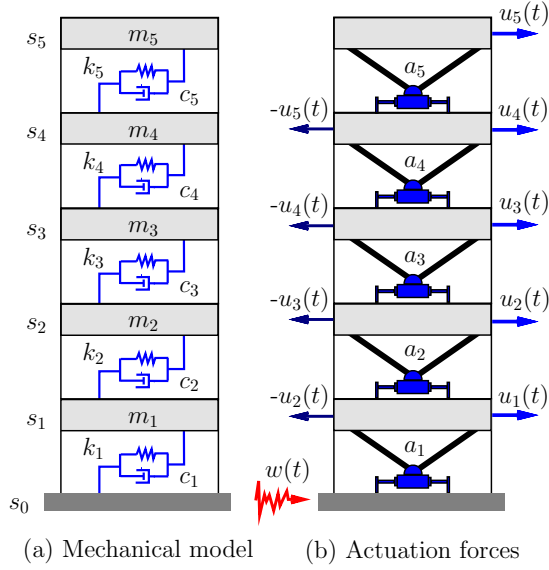 s₅ m₅ k₅ c₅
s₄ m₄ k₄ c₄
s₃ m₃ k₃ c₃
s₂ m₂ k₂ c₂
s₁ m₁ k₁ c₁
s₀
(a) Mechanical model
u₅(t)
a₅
-u₅(t) u₄(t)
a₄
-u₄(t) u₃(t)
a₃
-u₃(t) u₂(t)
a₂
-u₂(t) u₁(t)
a₁
w(t)
(b) Actuation forces